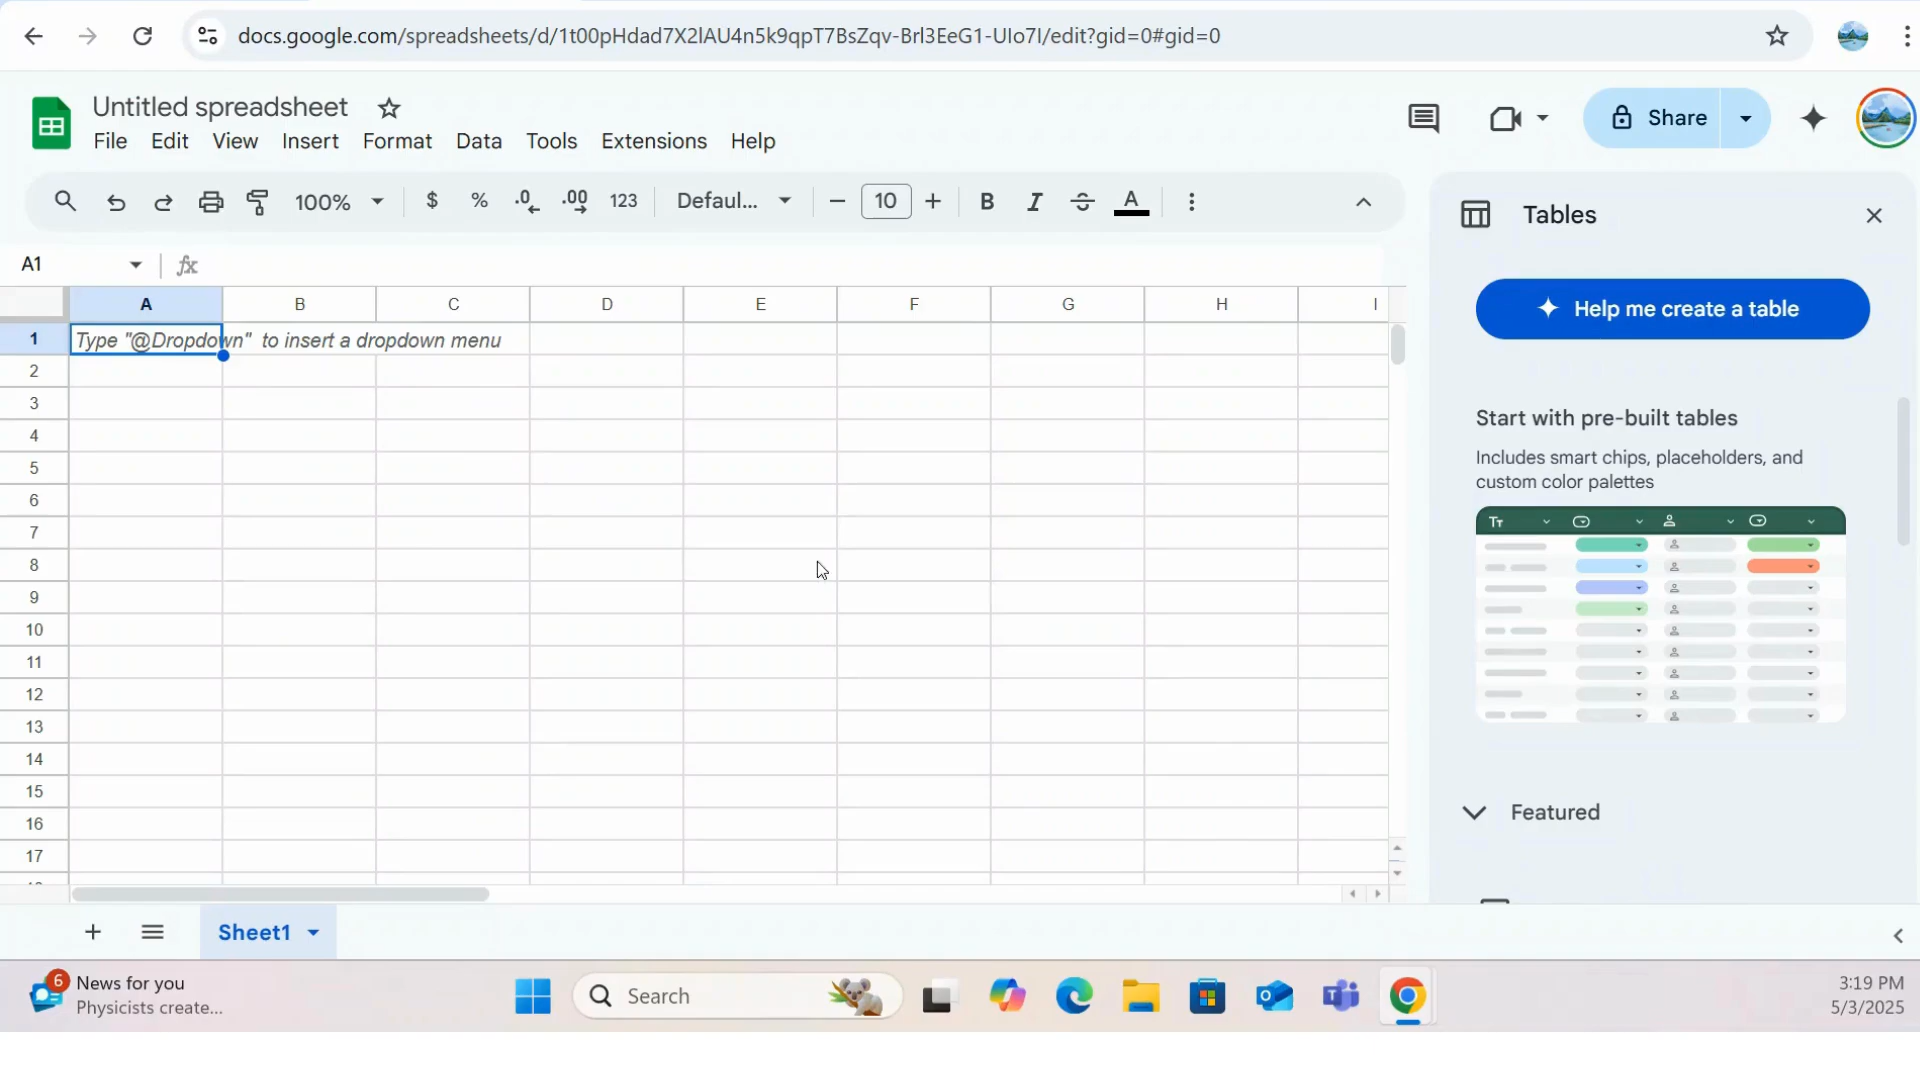 docs.google.com/spreadsheets/d/1t00pHdad7X2lAU4n5k9qpT7BsZqv-Brl3EeG1-UIo7I/edit?gid=0#gid=0
Untitled spreadsheet
File Edit View Insert Format Data Tools Extensions Help
Share
100% $ % .0 .00 123 Defaul... 10 B I S A
A1 fx
A B C D E F G H I
1 Type "@Dropdown" to insert a dropdown menu
2
3
4
5
6
7
8
9
10
11
12
13
14
15
16
17
Tables
Help me create a table
Start with pre-built tables
Includes smart chips, placeholders, and
custom color palettes
Tт
Featured
Sheet1
6
News for you
Physicists create...
Search
3:19 PM
5/3/2025